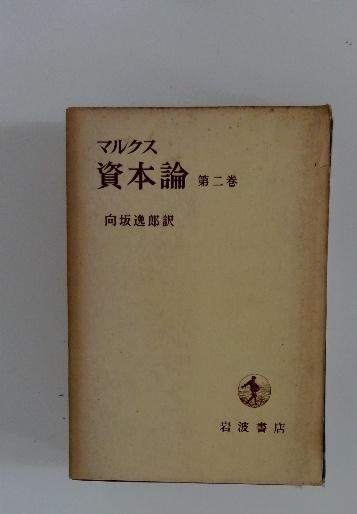 マルクス
資本論 第二巻
向坂逸郎訳
岩波書店